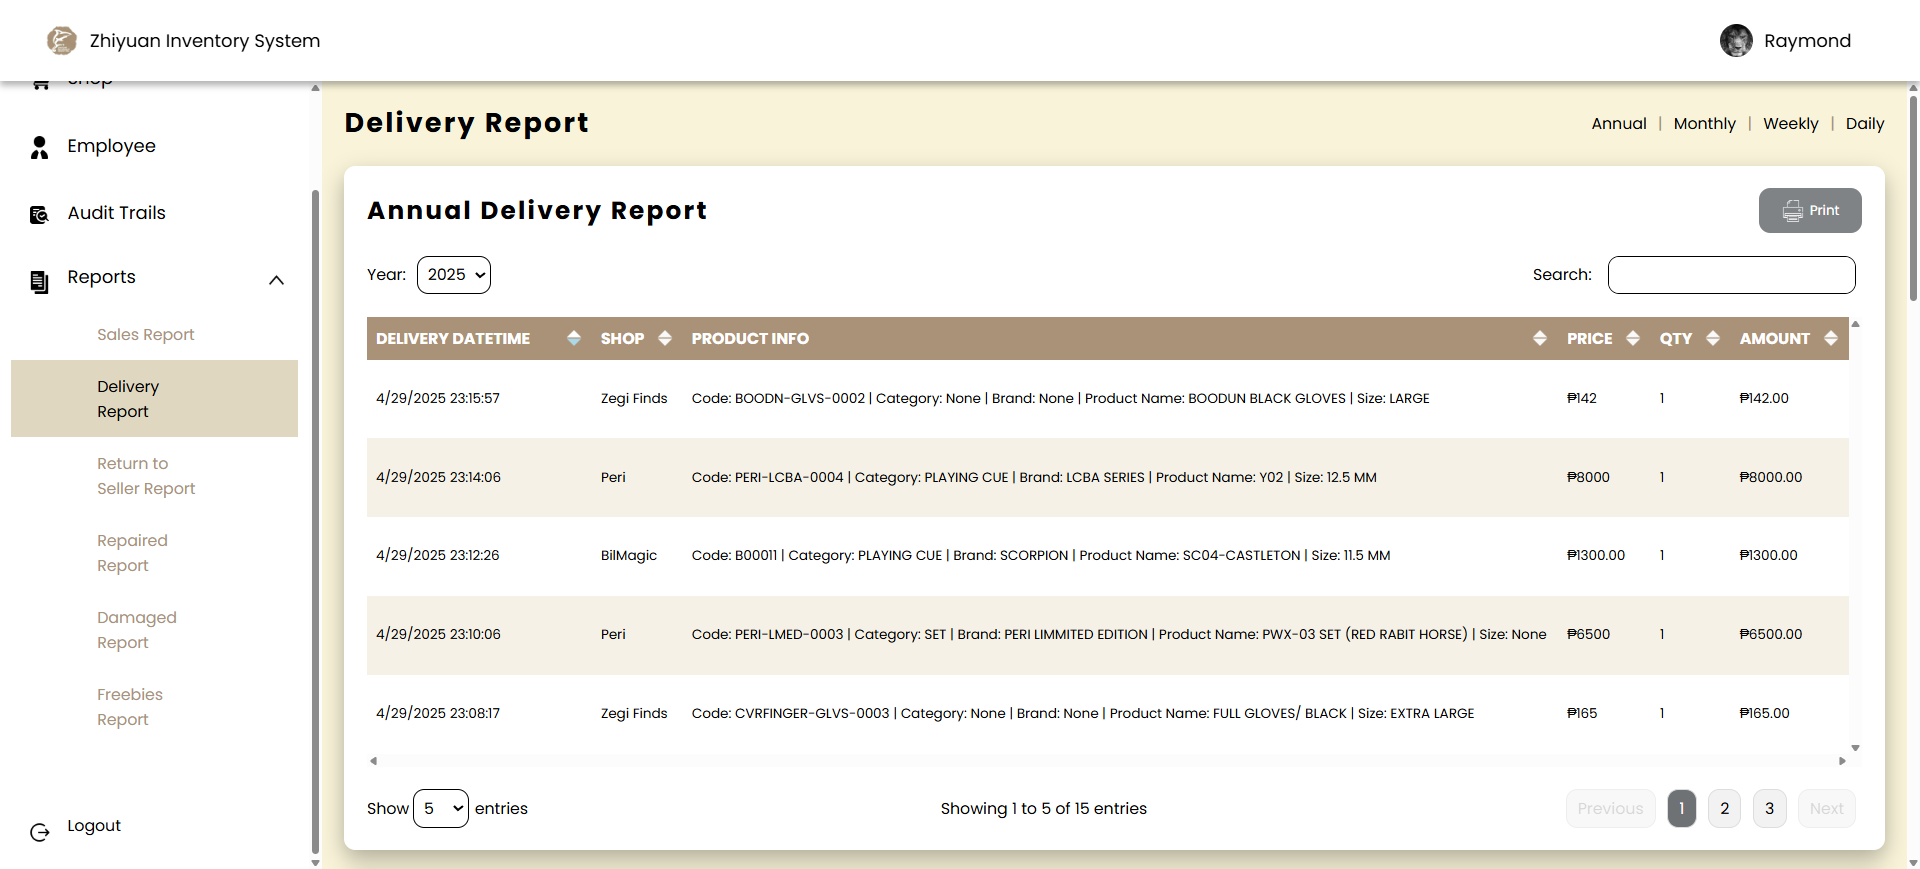 Zhiyuan Inventory System
Raymond
Shop
Employee
Audit Trails
Reports
Sales Report
Delivery
Report
Return to
Seller Report
Repaired
Report
Damaged
Report
Freebies
Report
Logout
Delivery Report
Annual | Monthly | Weekly | Daily
Annual Delivery Report
Print
Year: 2025
Search:
DELIVERY DATETIME SHOP PRODUCT INFO PRICE QTY AMOUNT
4/29/2025 23:15:57 Zegi Finds Code: BOODN-GLVS-0002 | Category: None | Brand: None | Product Name: BOODUN BLACK GLOVES | Size: LARGE ₱142 1 ₱142.00
4/29/2025 23:14:06 Peri Code: PERI-LCBA-0004 | Category: PLAYING CUE | Brand: LCBA SERIES | Product Name: Y02 | Size: 12.5 MM ₱8000 1 ₱8000.00
4/29/2025 23:12:26 BilMagic Code: B00011 | Category: PLAYING CUE | Brand: SCORPION | Product Name: SC04-CASTLETON | Size: 11.5 MM ₱1300.00 1 ₱1300.00
4/29/2025 23:10:06 Peri Code: PERI-LMED-0003 | Category: SET | Brand: PERI LIMMITED EDITION | Product Name: PWX-03 SET (RED RABIT HORSE) | Size: None ₱6500 1 ₱6500.00
4/29/2025 23:08:17 Zegi Finds Code: CVRFINGER-GLVS-0003 | Category: None | Brand: None | Product Name: FULL GLOVES/ BLACK | Size: EXTRA LARGE ₱165 1 ₱165.00
Show 5 entries
Showing 1 to 5 of 15 entries
Previous 1 2 3 Next